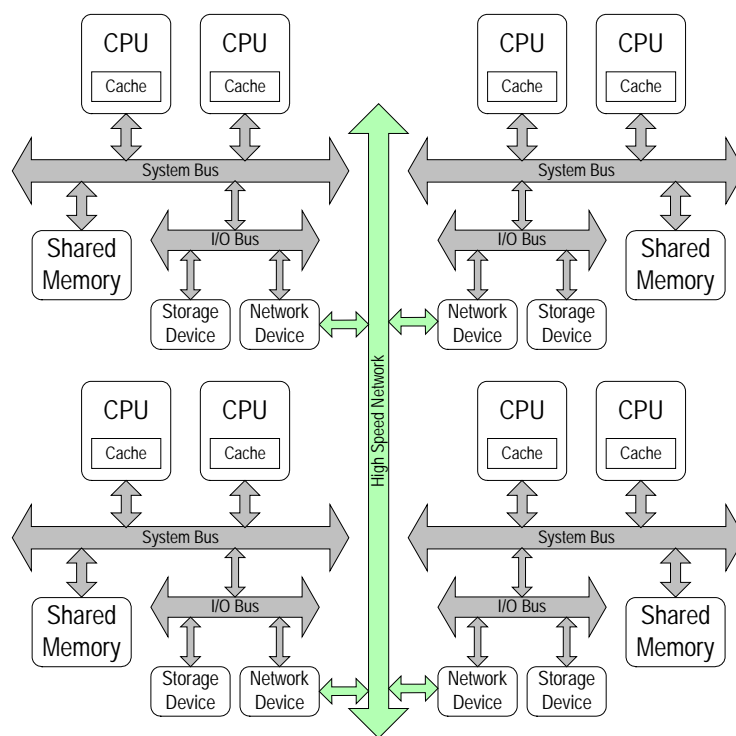 CPU
Cache
CPU
Cache
System Bus
I/O Bus
Shared
Memory
Storage
Device
Network
Device
CPU
Cache
CPU
Cache
System Bus
I/O Bus
Shared
Memory
Network
Device
Storage
Device
High Speed Network
CPU
Cache
CPU
Cache
System Bus
I/O Bus
Shared
Memory
Storage
Device
Network
Device
CPU
Cache
CPU
Cache
System Bus
I/O Bus
Shared
Memory
Network
Device
Storage
Device